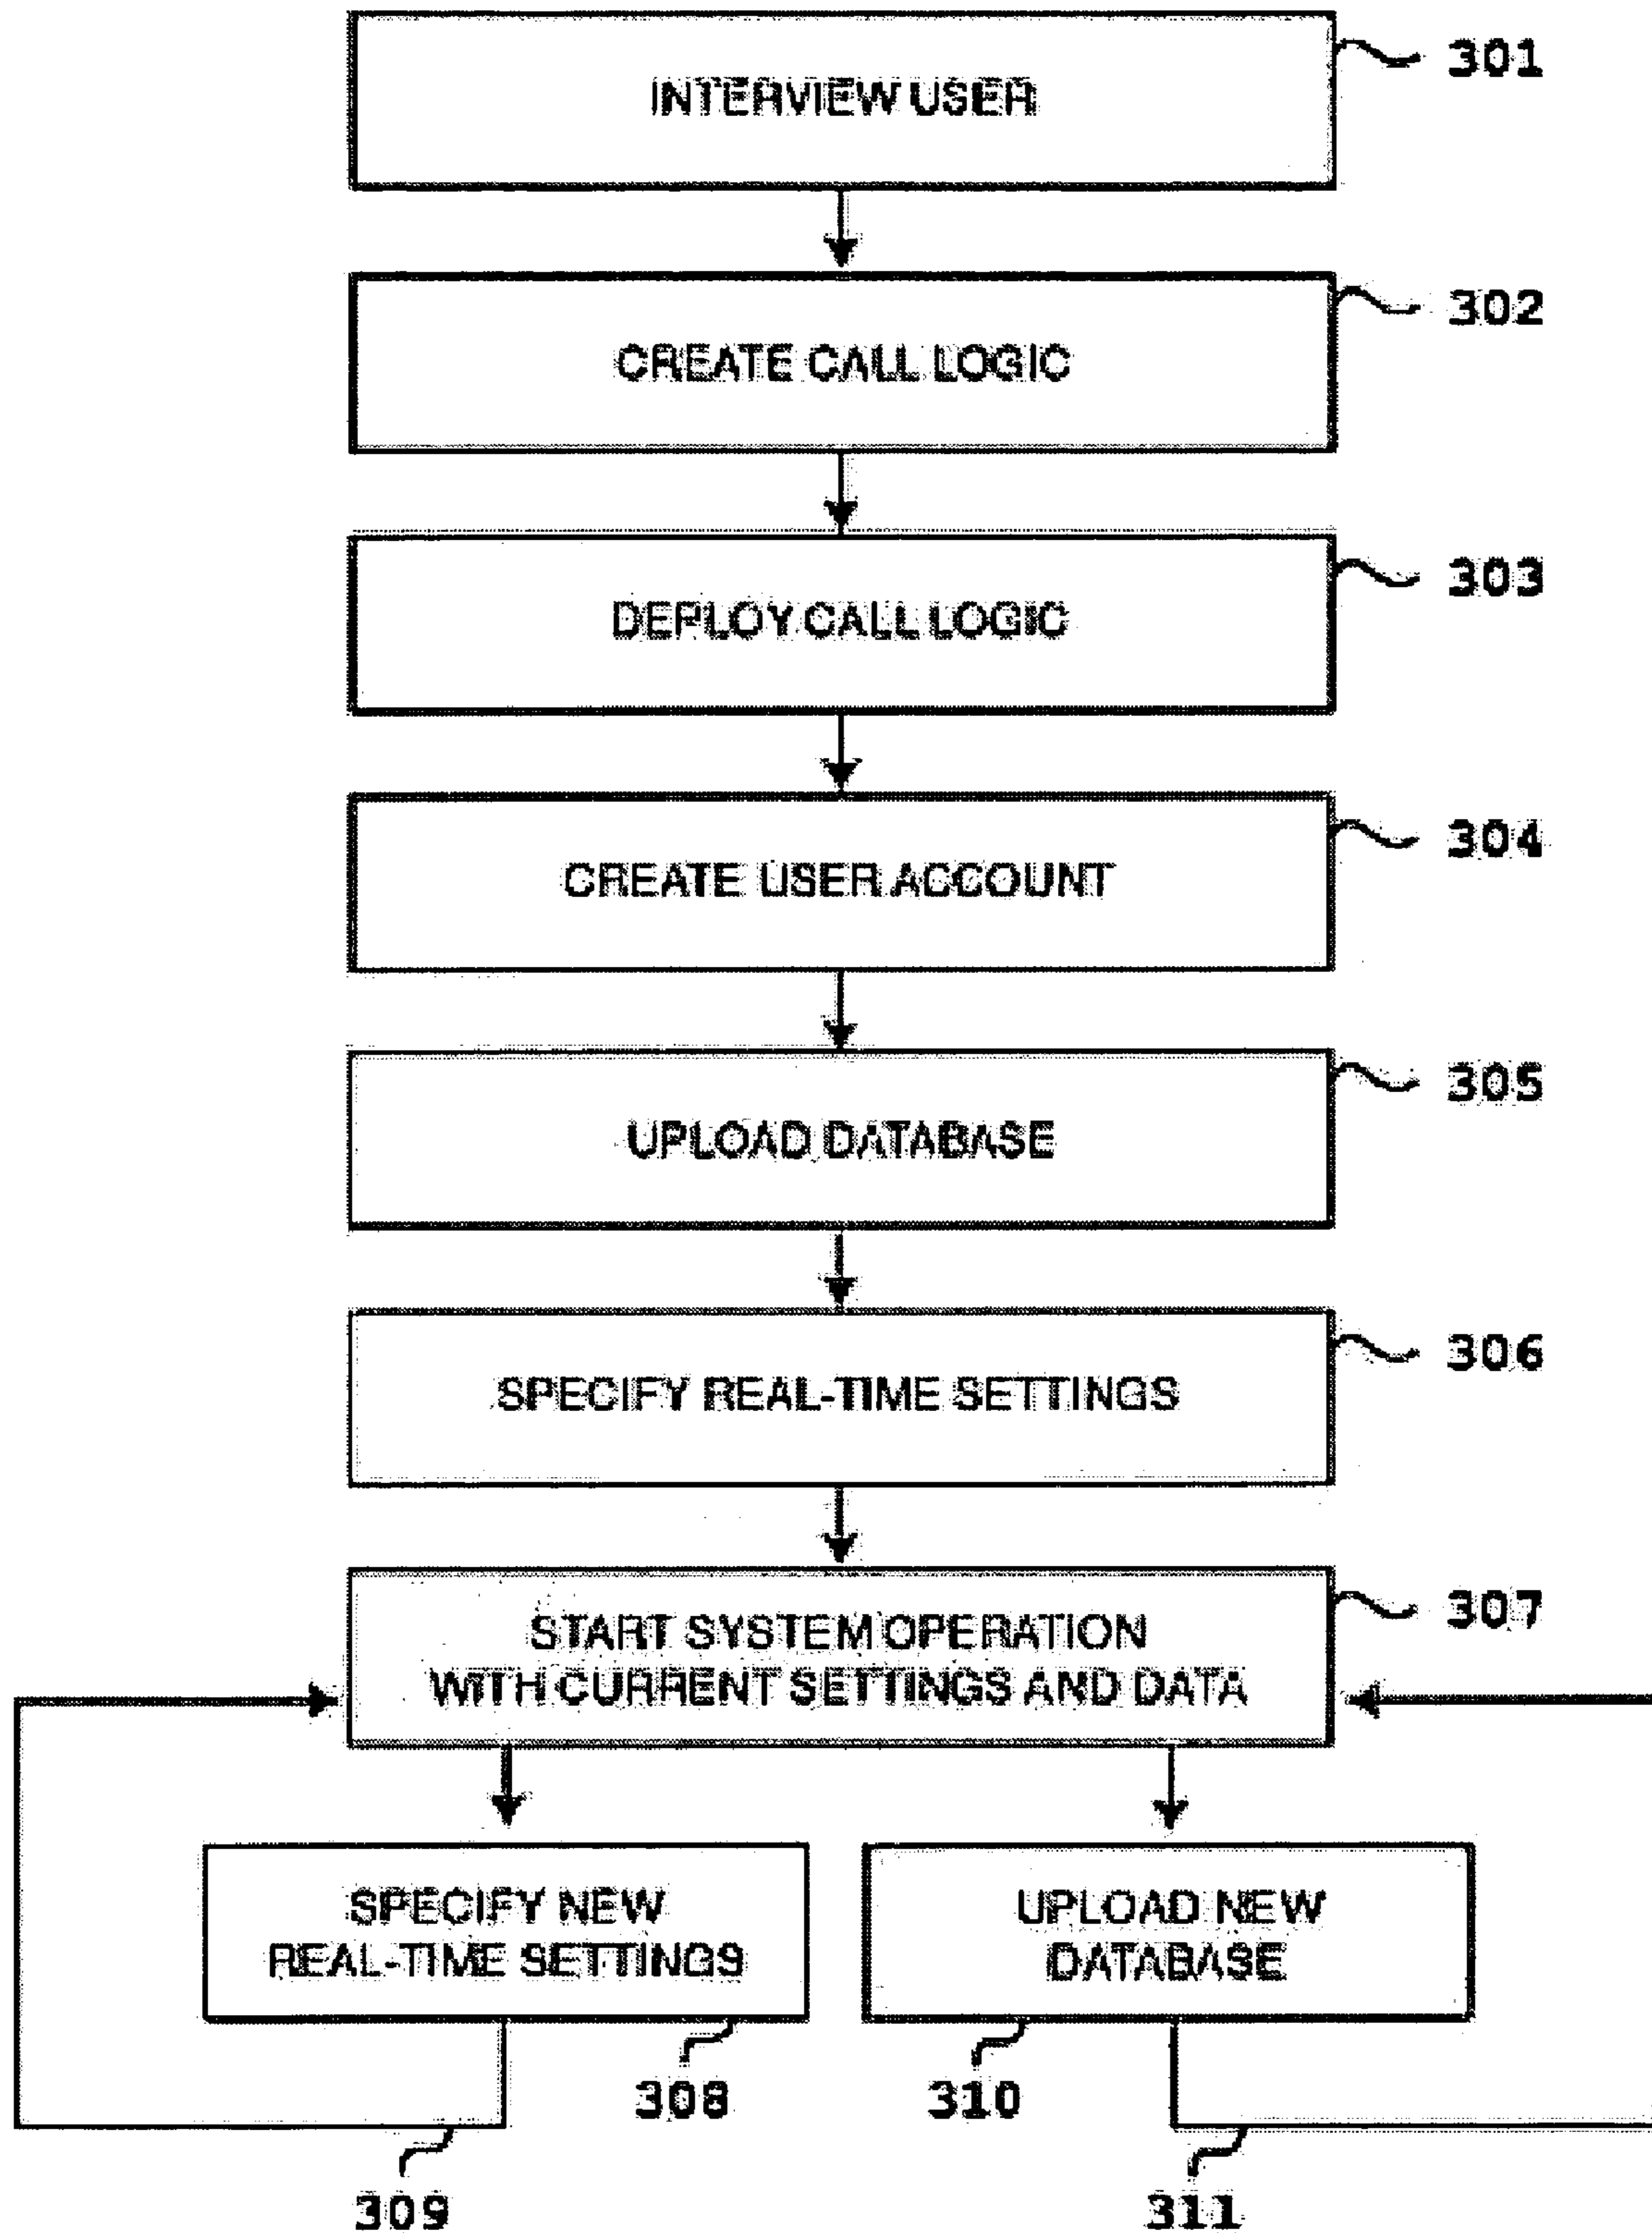 INTERVIEW USER
301
CREATE CALL LOGIC
302
DEPLOY CALL LOGIC
303
CREATE USER ACCOUNT
304
UPLOAD DATABASE
305
SPECIFY REAL-TIME SETTINGS
306
START SYSTEM OPERATION
WITH CURRENT SETTINGS AND DATA
307
SPECIFY NEW
REAL-TIME SETTINGS
UPLOAD NEW
DATABASE
308
310
309
311